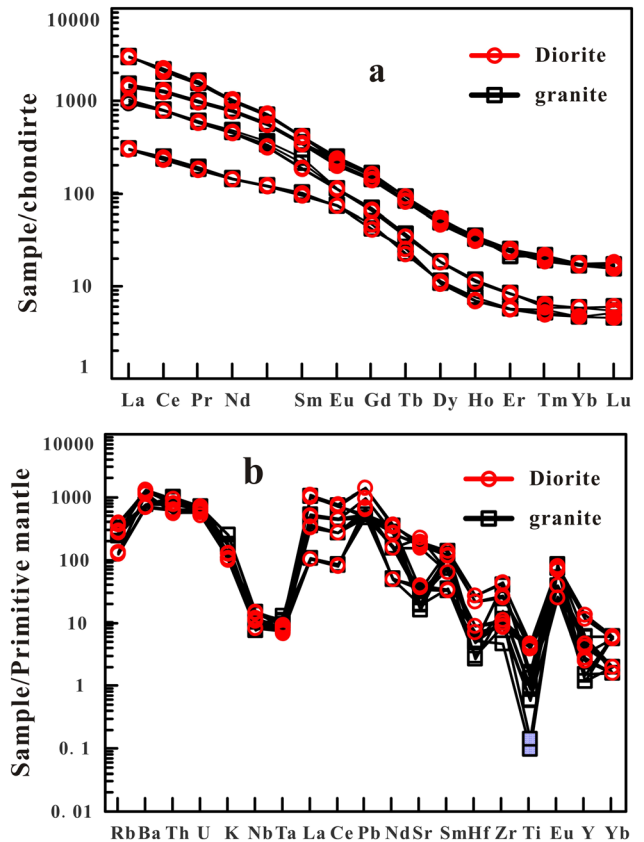 10000
1000
100
10
1
Sample/chondirte
a
Diorite
granite
La Ce Pr Nd Sm Eu Gd Tb Dy Ho Er Tm Yb Lu
10000
1000
100
10
1
0.1
0.01
Sample/Primitive mantle
b
Diorite
granite
Rb Ba Th U K Nb Ta La Ce Pb Nd Sr Sm Hf Zr Ti Eu Y Yb